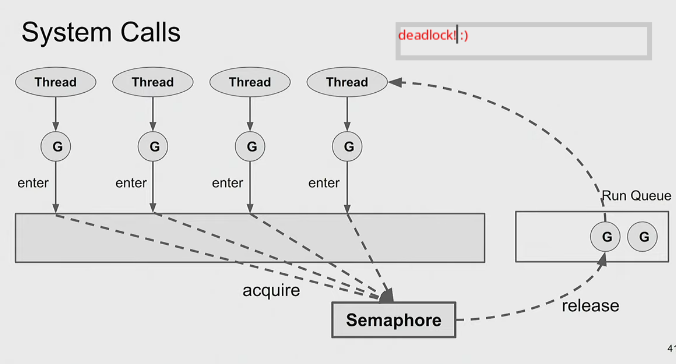 System Calls
deadlock! :)
Thread
Thread
Thread
Thread
G
G
G
G
enter
enter
enter
enter
Run Queue
G
G
acquire
release
Semaphore
41